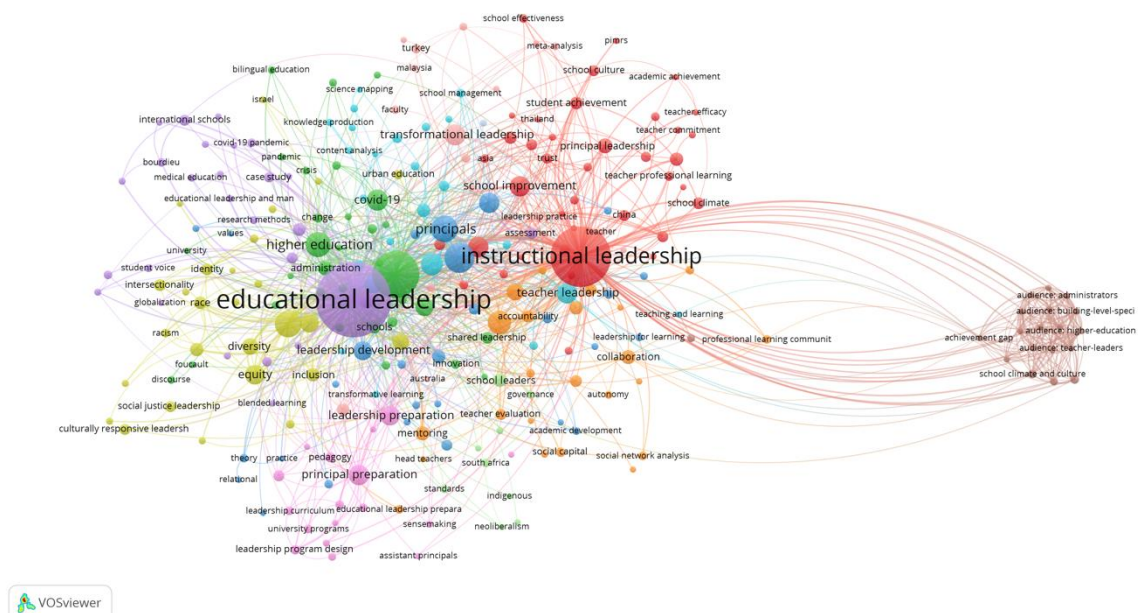 school effectiveness
pimrs
turkey
meta-analysis
bilingual education
malaysia
school culture
academic achievement
science mapping
school management
israel
student achievement
faculty
teacher efficacy
international schools
knowledge production
thailand
transformational leadership
teacher commitment
covid-19 pandemic
content analysis
principal leadership
trust
bourdieu
pandemic
asia
crisis
urban education
medical education
case study
school improvement
teacher professional learning
educational leadership and man
covid-19
school climate
leadership practice
china
research methods
change
values
principals
assessment
teacher
higher education
university
instructional leadership
student voice
identity
administration
intersectionality
teacher leadership
audience: administrators
globalization
race
educational leadership
audience: building-level-speci
accountability
teaching and learning
schools
audience: higher-education
racism
shared leadership
leadership for learning
professional learning communit
achievement gap
diversity
leadership development
audience: teacher-leaders
collaboration
foucault
innovation
equity
inclusion
school climate and culture
discourse
australia
school leaders
transformative learning
governance
autonomy
blended learning
social justice leadership
leadership preparation
teacher evaluation
culturally responsive leadersh
mentoring
academic development
social capital
theory
practice
pedagogy
head teachers
social network analysis
south africa
relational
principal preparation
standards
indigenous
leadership curriculum
educational leadership prepara
university programs
sensemaking
neoliberalism
leadership program design
assistant principals
VOSviewer